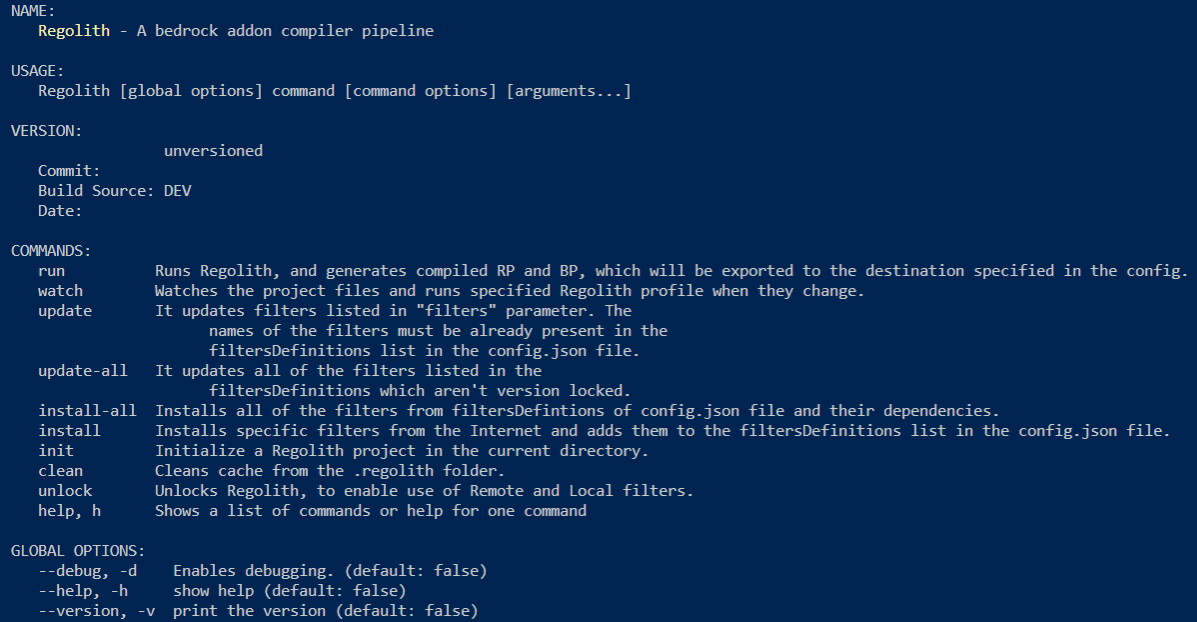 NAME:
Regolith - A bedrock addon compiler pipeline
USAGE:
Regolith [global options] command [command options] [arguments...]
VERSION:
unversioned
Commit:
Build Source: DEV
Date:
COMMANDS:
run Runs Regolith, and generates compiled RP and BP, which will be exported to the destination specified in the config.
watch Watches the project files and runs specified Regolith profile when they change.
update It updates filters listed in "filters" parameter. The
names of the filters must be already present in the
filtersDefinitions list in the config.json file.
update-all It updates all of the filters listed in the
filtersDefinitions which aren't version locked.
install-all Installs all of the filters from filtersDefintions of config.json file and their dependencies.
install Installs specific filters from the Internet and adds them to the filtersDefinitions list in the config.json file.
init Initialize a Regolith project in the current directory.
clean Cleans cache from the .regolith folder.
unlock Unlocks Regolith, to enable use of Remote and Local filters.
help, h Shows a list of commands or help for one command
GLOBAL OPTIONS:
--debug, -d Enables debugging. (default: false)
--help, -h show help (default: false)
--version, -v print the version (default: false)